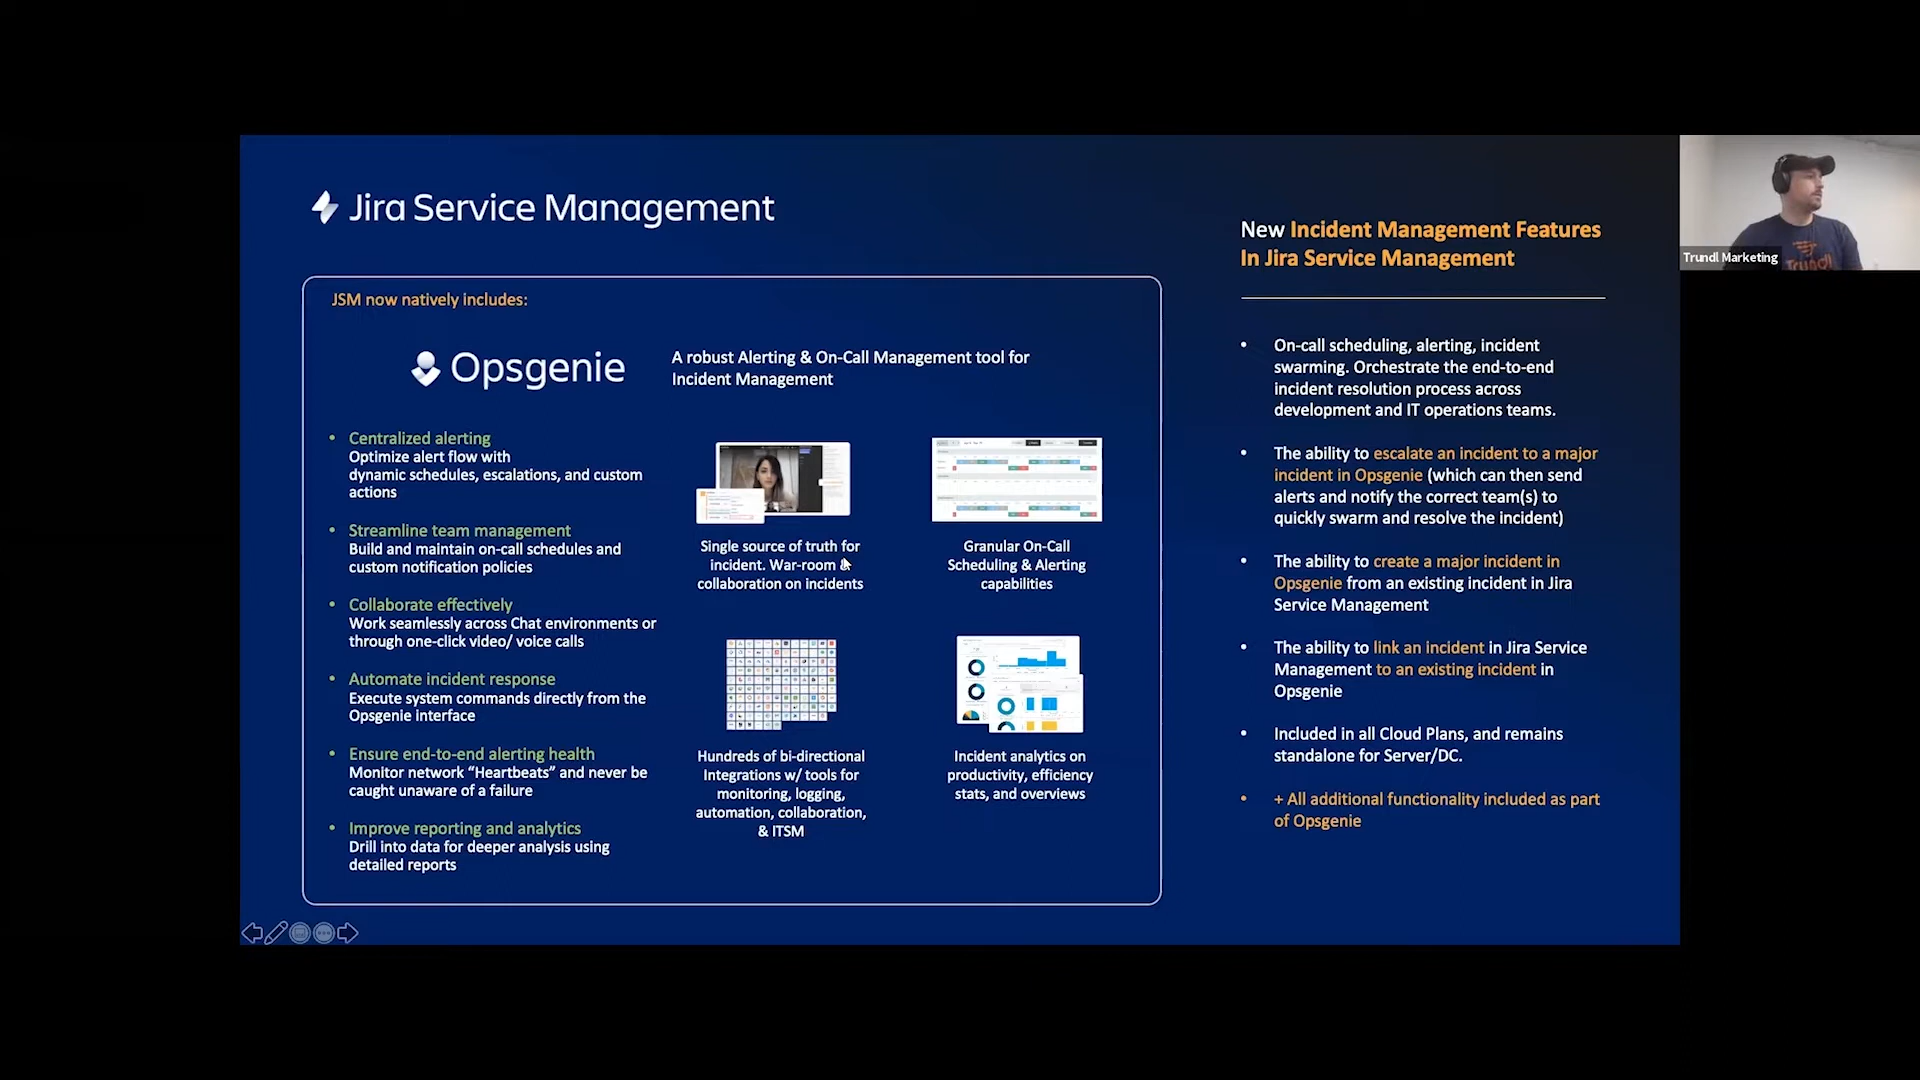 Jira Service Management
JSM now natively includes:
Opsgenie
A robust Alerting & On-Call Management tool for
Incident Management
• Centralized alerting
Optimize alert flow with
dynamic schedules, escalations, and custom
actions
• Streamline team management
Build and maintain on-call schedules and
custom notification policies
• Collaborate effectively
Work seamlessly across Chat environments or
through one-click video/ voice calls
• Automate incident response
Execute system commands directly from the
Opsgenie interface
• Ensure end-to-end alerting health
Monitor network “Heartbeats” and never be
caught unaware of a failure
• Improve reporting and analytics
Drill into data for deeper analysis using
detailed reports
Single source of truth for
incident. War-room &
collaboration on incidents
Granular On-Call
Scheduling & Alerting
capabilities
Hundreds of bi-directional
Integrations w/ tools for
monitoring, logging,
automation, collaboration,
& ITSM
Incident analytics on
productivity, efficiency
stats, and overviews
New Incident Management Features
In Jira Service Management
• On-call scheduling, alerting, incident
swarming. Orchestrate the end-to-end
incident resolution process across
development and IT operations teams.
• The ability to escalate an incident to a major
incident in Opsgenie (which can then send
alerts and notify the correct team(s) to
quickly swarm and resolve the incident)
• The ability to create a major incident in
Opsgenie from an existing incident in Jira
Service Management
• The ability to link an incident in Jira Service
Management to an existing incident in
Opsgenie
• Included in all Cloud Plans, and remains
standalone for Server/DC.
• + All additional functionality included as part
of Opsgenie
Trundl
Trundl Marketing